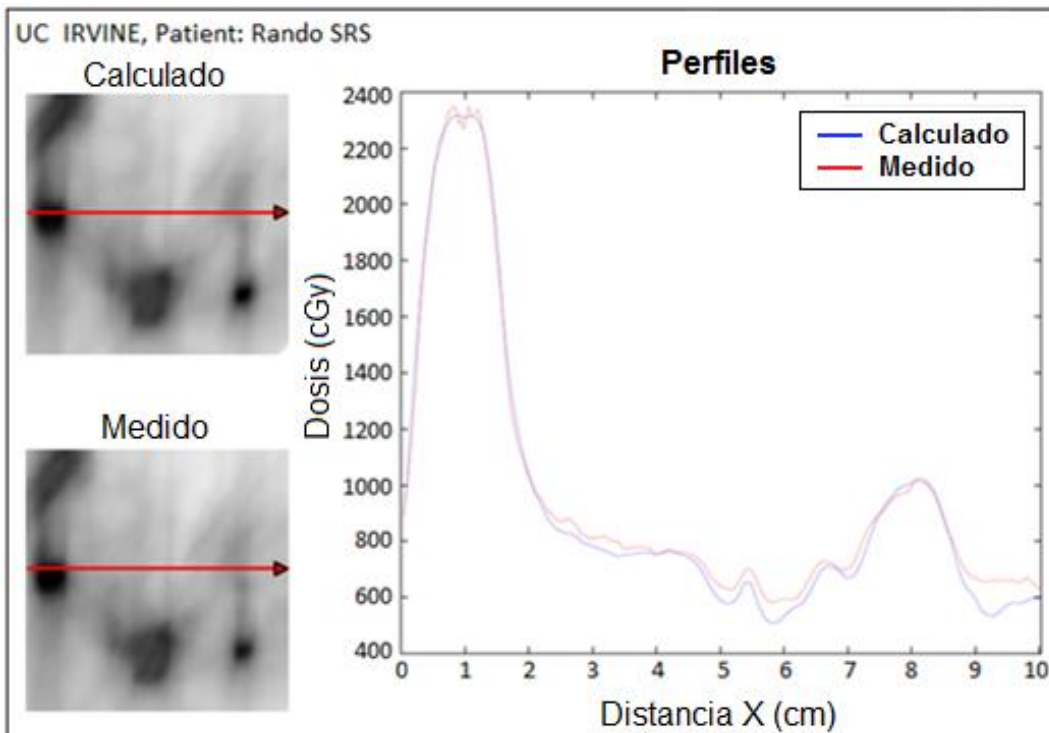 UC IRVINE, Patient: Rando SRS
Calculado
Medido
Perfiles
Calculado
Medido
Dosis (cGy)
2400
2200
2000
1800
1600
1400
1200
1000
800
600
400
0 1 2 3 4 5 6 7 8 9 10
Distancia X (cm)